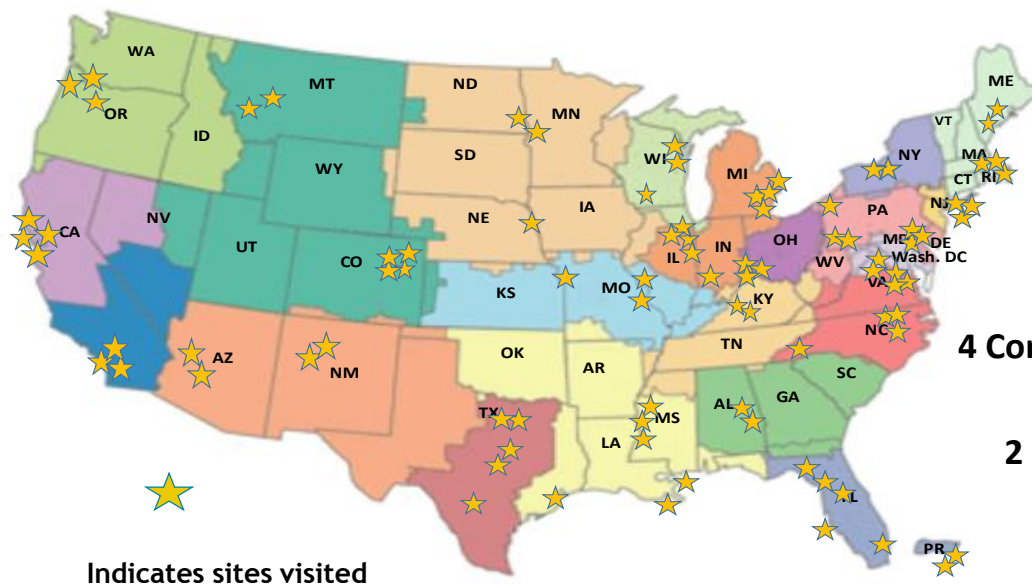 WA
MT
ND
MN
ME
OR
ID
VT
WI
NY
MA
SD
MI
CT
RI
WY
IA
NE
PA
NJ
NV
CA
UT
OH
IN
IL
MD
DE
CO
WV
Wash. DC
KS
MO
VA
KY
NC
TN
4 Cor
OK
AZ
AR
SC
NM
TX
MS
AL
GA
LA
2
FL
PR
Indicates sites visited